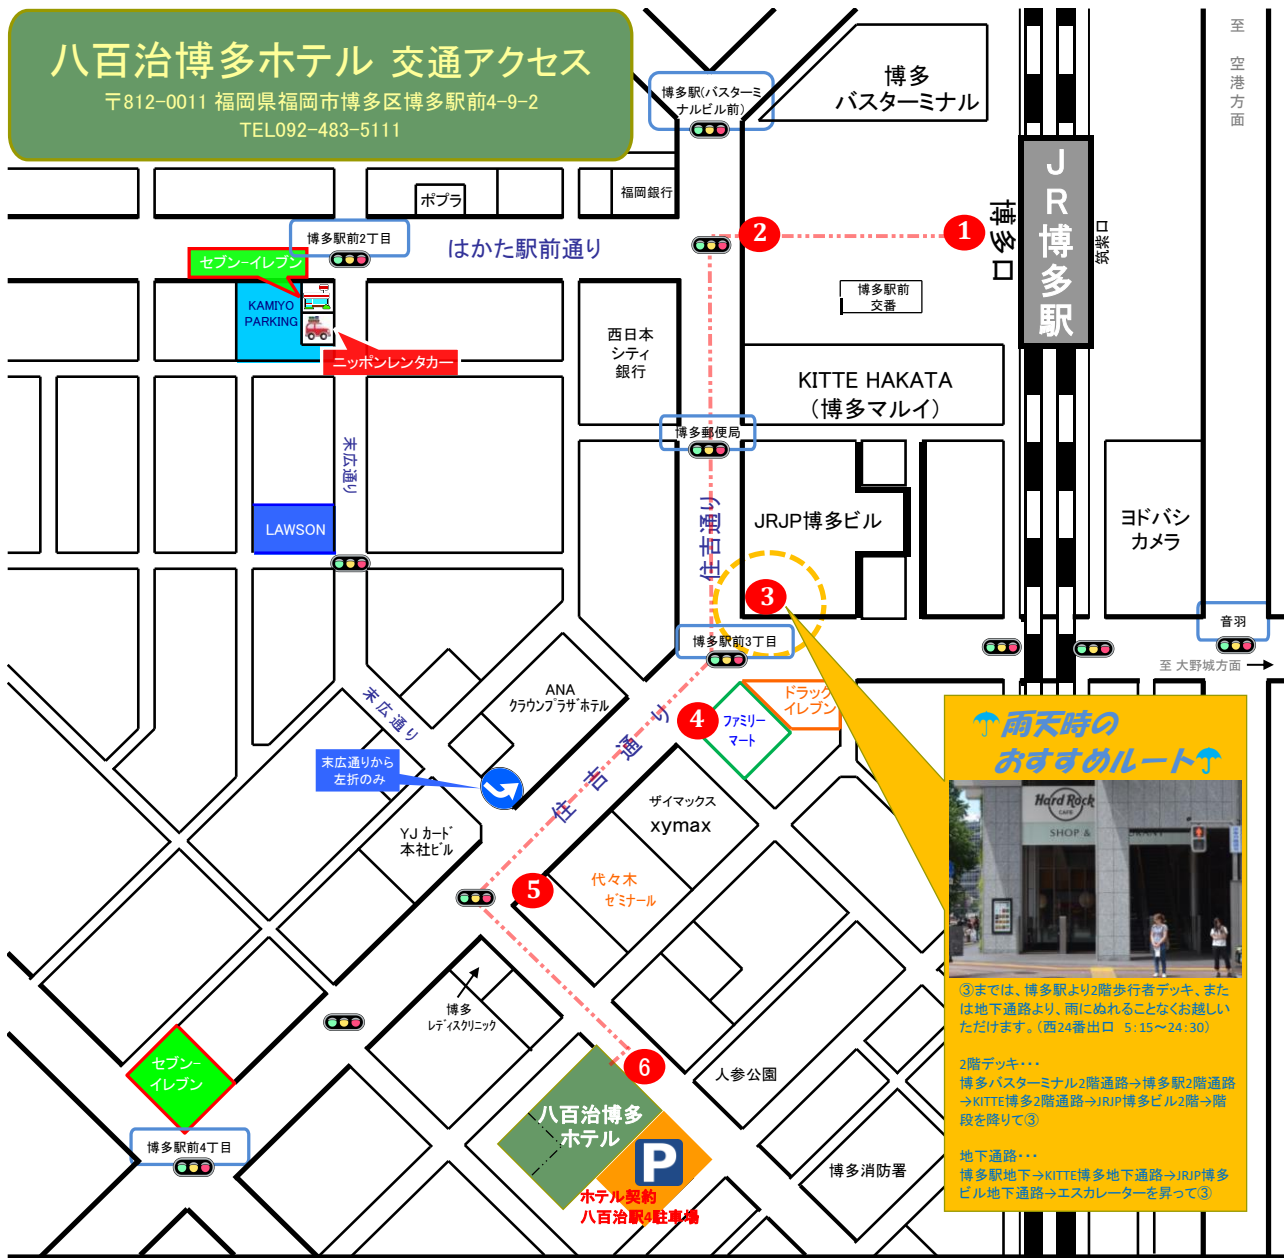 八百治博多ホテル 交通アクセス
〒812-0011 福岡県福岡市博多区博多駅前4-9-2
TEL092-483-5111
博多駅(バスターミ
ナルビル前)
博多
バスターミナル
至 空港方面
JR博多駅
博多口
筑紫口
1
2
福岡銀行
ポプラ
博多駅前2丁目
はかた駅前通り
セブン-イレブン
KAMIYO
PARKING
ニッポンレンタカー
博多駅前
交番
西日本
シティ
銀行
KITTE HAKATA
(博多マルイ)
博多郵便局
末広通り
LAWSON
住吉通り
JRJP博多ビル
ヨドバシ
カメラ
3
博多駅前3丁目
音羽
至 大野城方面
ANA
クラウンプラザホテル
末広通り
4
ファミリー
マート
ドラッグ
イレブン
住吉通り
末広通りから
左折のみ
YJ カード
本社ビル
ザイマックス
xymax
代々木
ゼミナール
5
博多
レディスクリニック
セブン-
イレブン
博多駅前4丁目
6
人参公園
八百治博多
ホテル
P
ホテル契約
八百治駅4駐車場
博多消防署
雨天時の
おすすめルート
Hard Rock
CAFE
SHOP &
③までは、博多駅より2階歩行者デッキ、また
は地下通路より、雨にぬれることなくお越しい
ただけます。(西24番出口 5:15～24:30)
2階デッキ・・・
博多バスターミナル2階通路→博多駅2階通路
→KITTE博多2階通路→JRJP博多ビル2階→階
段を降りて③
地下通路・・・
博多駅地下→KITTE博多地下通路→JRJP博多
ビル地下通路→エスカレーターを昇って③